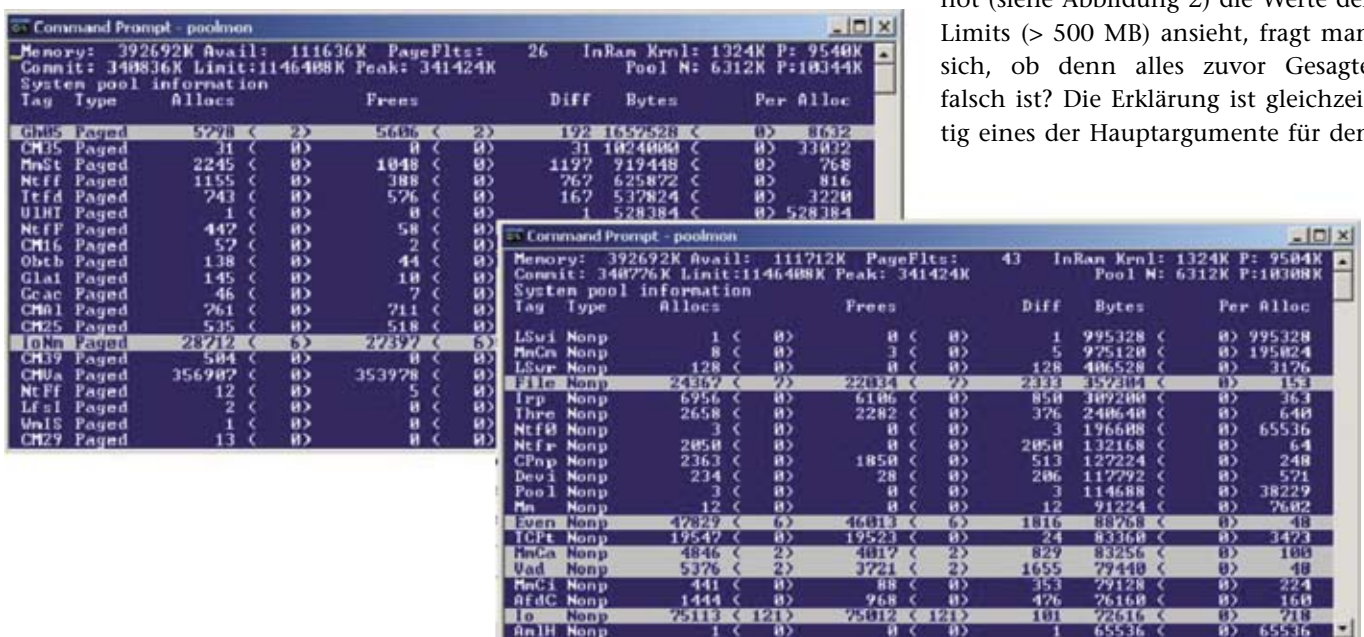 Command Prompt - poolmon
Memory: 392692K Avail: 111636K PageFlts: 26 InRam Krnl: 1324K P: 9540K
Commit: 340836K Limit:1146408K Peak: 341424K Pool N: 6312K P:10344K
System pool information
Tag Type Allocs Frees Diff Bytes Per Alloc
Gh05 Paged 5798 ( 2) 5606 ( 2) 192 1657528 ( 0) 8632
CM35 Paged 31 ( 0) 0 ( 0) 31 1024000 ( 0) 33032
MmSt Paged 2245 ( 0) 1048 ( 0) 1197 919448 ( 0) 768
Ntff Paged 1155 ( 0) 388 ( 0) 767 625872 ( 0) 816
Ttfd Paged 743 ( 0) 576 ( 0) 167 537824 ( 0) 3220
UlHT Paged 1 ( 0) 0 ( 0) 1 528384 ( 0) 528384
NtfF Paged 447 ( 0) 58 ( 0)
CM16 Paged 57 ( 0) 2 ( 0)
Obtb Paged 138 ( 0) 44 ( 0)
Gla1 Paged 145 ( 0) 10 ( 0)
Gcac Paged 46 ( 0) 7 ( 0)
CMAl Paged 761 ( 0) 711 ( 0)
CM25 Paged 535 ( 0) 518 ( 0)
IoNm Paged 28712 ( 6) 27397 ( 6)
CM39 Paged 504 ( 0) 0 ( 0)
CMVa Paged 356907 ( 0) 353978 ( 0)
NtFf Paged 12 ( 0) 5 ( 0)
Lfsl Paged 2 ( 0) 0 ( 0)
WmIS Paged 1 ( 0) 0 ( 0)
CM29 Paged 13 ( 0) 0 ( 0)
not (siehe Abbildung 2) die Werte der
Limits (> 500 MB) ansieht, fragt man
sich, ob denn alles zuvor Gesagte
falsch ist? Die Erklärung ist gleichzei-
tig eines der Hauptargumente für den
Command Prompt - poolmon
Memory: 392692K Avail: 111712K PageFlts: 43 InRam Krnl: 1324K P: 9504K
Commit: 340776K Limit:1146408K Peak: 341424K Pool N: 6312K P:10308K
System pool information
Tag Type Allocs Frees Diff Bytes Per Alloc
LSwi Nonp 1 ( 0) 0 ( 0) 1 995328 ( 0) 995328
MmCm Nonp 8 ( 0) 3 ( 0) 5 975120 ( 0) 195024
LSwr Nonp 128 ( 0) 0 ( 0) 128 406528 ( 0) 3176
File Nonp 24367 ( 7) 22034 ( 7) 2333 357304 ( 0) 153
Irp Nonp 6956 ( 0) 6106 ( 0) 850 309200 ( 0) 363
Thre Nonp 2658 ( 0) 2282 ( 0) 376 240640 ( 0) 640
Ntf0 Nonp 3 ( 0) 0 ( 0) 3 196608 ( 0) 65536
Ntfr Nonp 2050 ( 0) 0 ( 0) 2050 132168 ( 0) 64
CPnp Nonp 2363 ( 0) 1850 ( 0) 513 127224 ( 0) 248
Devi Nonp 234 ( 0) 28 ( 0) 206 117792 ( 0) 571
Pool Nonp 3 ( 0) 0 ( 0) 3 114688 ( 0) 38229
Mm Nonp 12 ( 0) 0 ( 0) 12 91224 ( 0) 7602
Even Nonp 47829 ( 6) 46013 ( 6) 1816 88768 ( 0) 48
TCPt Nonp 19547 ( 0) 19523 ( 0) 24 83360 ( 0) 3473
MmCa Nonp 4846 ( 2) 4017 ( 2) 829 83256 ( 0) 100
Vad Nonp 5376 ( 2) 3721 ( 2) 1655 79440 ( 0) 48
MmCi Nonp 441 ( 0) 88 ( 0) 353 79128 ( 0) 224
AfdC Nonp 1444 ( 0) 968 ( 0) 476 76160 ( 0) 160
Io Nonp 75113 ( 121) 75012 ( 121) 101 72616 ( 0) 718
AmlH Nonp 1 ( 0) 0 ( 0) 1 65536 ( 0) 65536